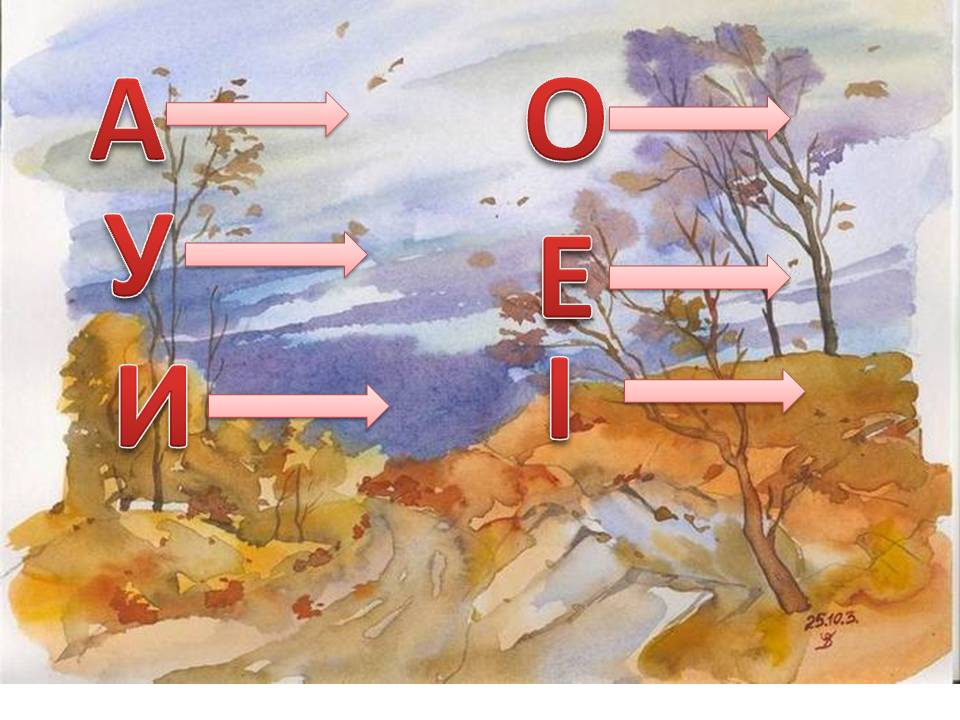 А О
У Е
И І
25.10.3.